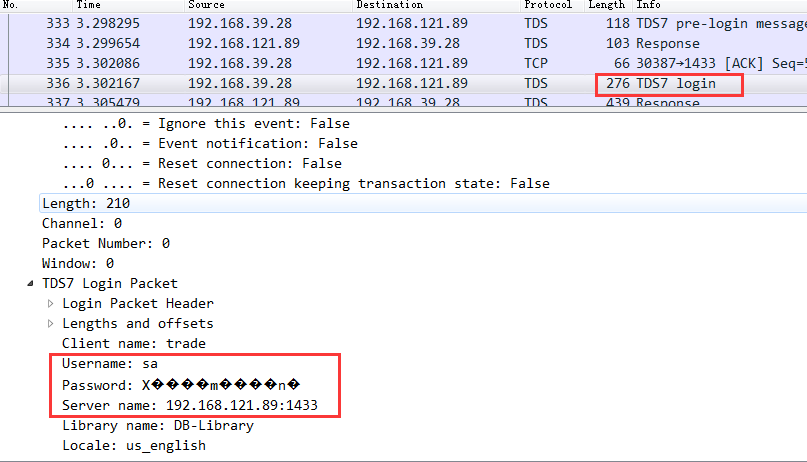 No. Time Source Destination Protocol Length Info
333 3.298295 192.168.39.28 192.168.121.89 TDS 118 TDS7 pre-login message
334 3.299654 192.168.121.89 192.168.39.28 TDS 103 Response
335 3.302086 192.168.39.28 192.168.121.89 TCP 66 30387→1433 [ACK] Seq=5
336 3.302167 192.168.39.28 192.168.121.89 TDS 276 TDS7 login
337 3.305479 192.168.121.89 192.168.39.28 TDS 439 Response
.... ..0. = Ignore this event: False
.... .0.. = Event notification: False
.... 0... = Reset connection: False
...0 .... = Reset connection keeping transaction state: False
Length: 210
Channel: 0
Packet Number: 0
Window: 0
TDS7 Login Packet
Login Packet Header
Lengths and offsets
Client name: trade
Username: sa
Password: X����m����n�
Server name: 192.168.121.89:1433
Library name: DB-Library
Locale: us_english